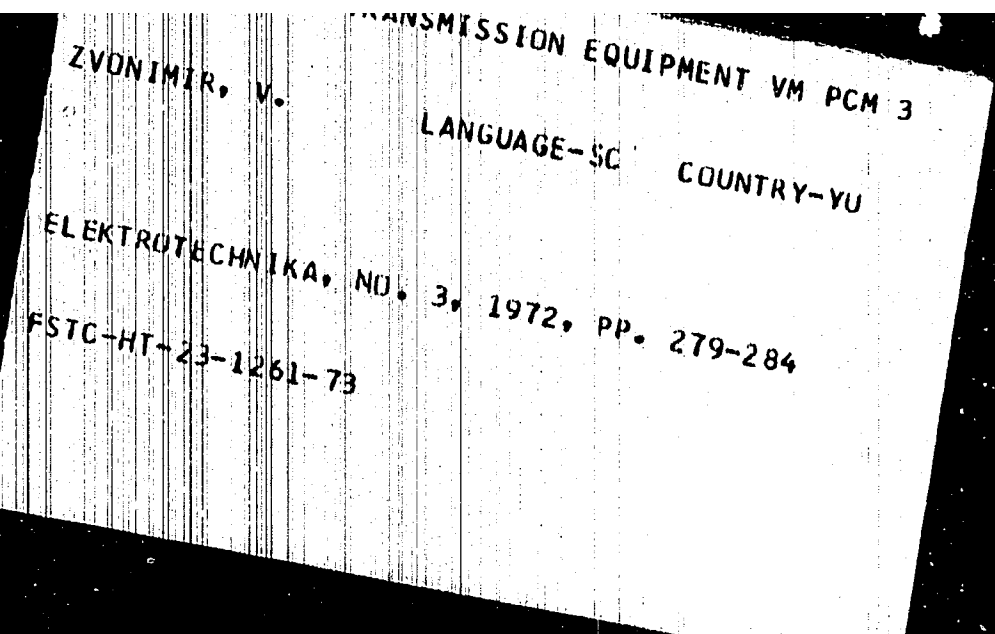 TRANSMISSION EQUIPMENT VM PCM 3
ZVONIMIR, V.
LANGUAGE-SC COUNTRY-YU
ELEKTROTECHNIKA, NO. 3, 1972, PP. 279-284
FSTC-HT-23-1261-73